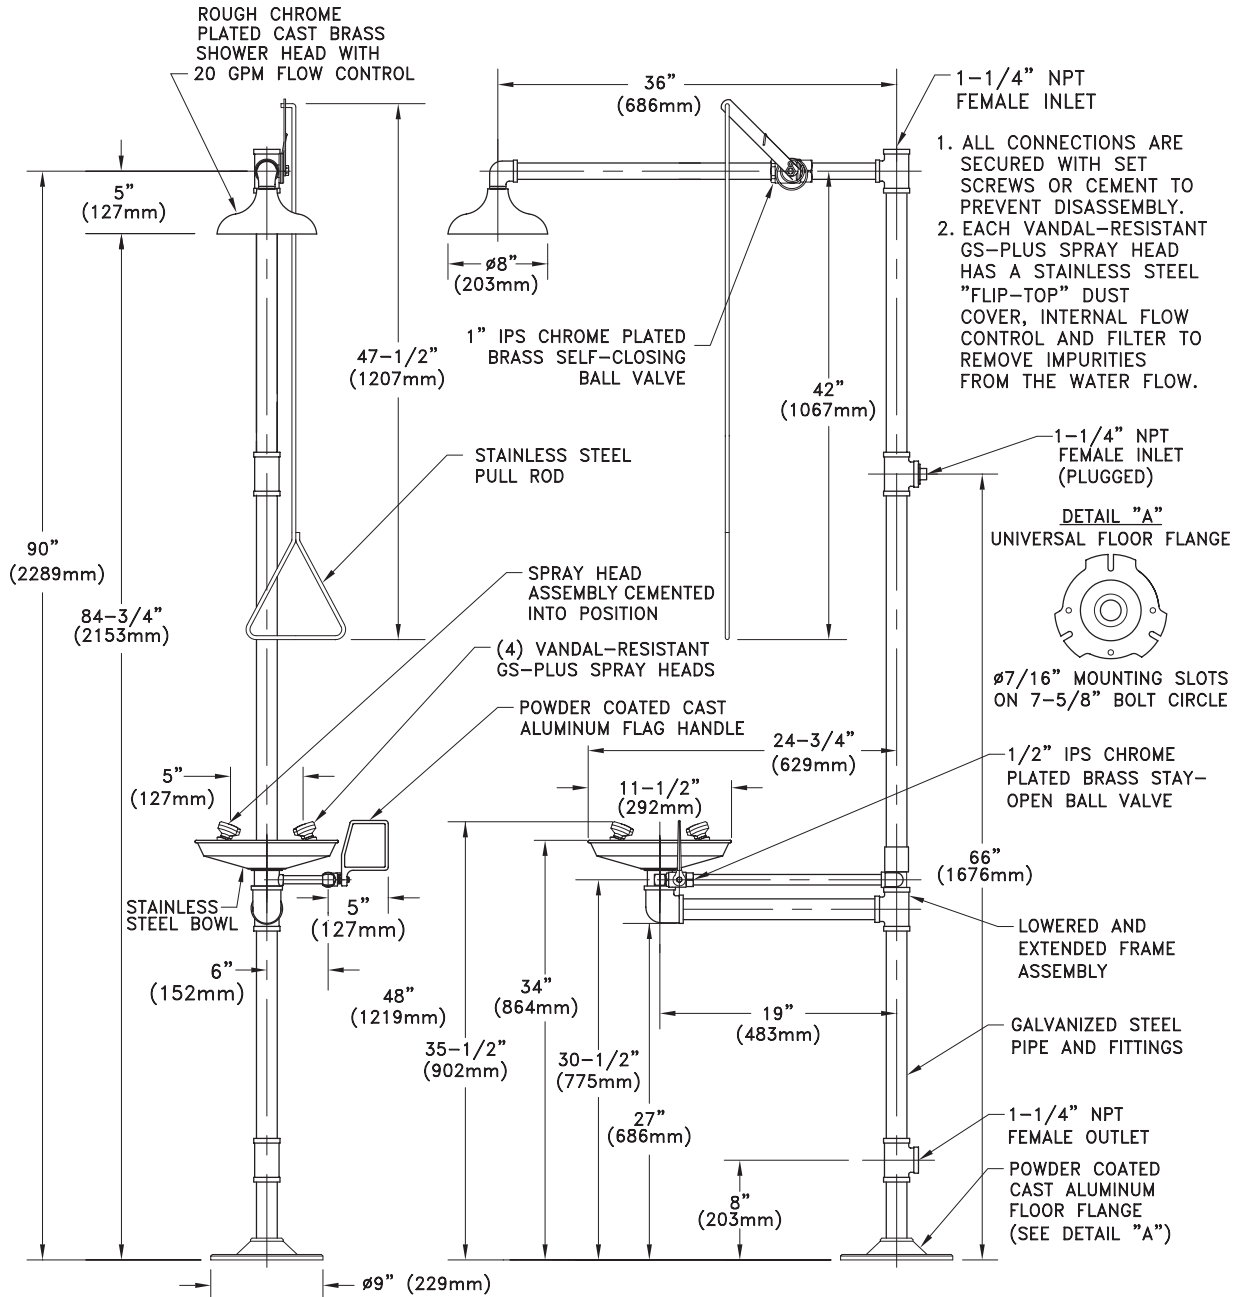 ROUGH CHROME
PLATED CAST BRASS
SHOWER HEAD WITH
20 GPM FLOW CONTROL
36”
(686mm)
1-1/4” NPT
FEMALE INLET
1. ALL CONNECTIONS ARE
SECURED WITH SET
SCREWS OR CEMENT TO
PREVENT DISASSEMBLY.
2. EACH VANDAL-RESISTANT
GS-PLUS SPRAY HEAD
HAS A STAINLESS STEEL
”FLIP-TOP” DUST
COVER, INTERNAL FLOW
CONTROL AND FILTER TO
REMOVE IMPURITIES
FROM THE WATER FLOW.
5”
(127mm)
ø8”
(203mm)
1” IPS CHROME PLATED
BRASS SELF-CLOSING
BALL VALVE
47-1/2”
(1207mm)
42”
(1067mm)
STAINLESS STEEL
PULL ROD
1-1/4” NPT
FEMALE INLET
(PLUGGED)
DETAIL ”A”
UNIVERSAL FLOOR FLANGE
ø7/16” MOUNTING SLOTS
ON 7-5/8” BOLT CIRCLE
90”
(2289mm)
84-3/4”
(2153mm)
SPRAY HEAD
ASSEMBLY CEMENTED
INTO POSITION
(4) VANDAL-RESISTANT
GS-PLUS SPRAY HEADS
POWDER COATED CAST
ALUMINUM FLAG HANDLE
24-3/4”
(629mm)
11-1/2”
(292mm)
1/2” IPS CHROME
PLATED BRASS STAY-
OPEN BALL VALVE
5”
(127mm)
66”
(1676mm)
STAINLESS
STEEL BOWL
5”
(127mm)
6”
(152mm)
48”
(1219mm)
35-1/2”
(902mm)
34”
(864mm)
30-1/2”
(775mm)
27”
(686mm)
19”
(483mm)
8”
(203mm)
LOWERED AND
EXTENDED FRAME
ASSEMBLY
GALVANIZED STEEL
PIPE AND FITTINGS
1-1/4” NPT
FEMALE OUTLET
POWDER COATED
CAST ALUMINUM
FLOOR FLANGE
(SEE DETAIL ”A”)
ø9” (229mm)